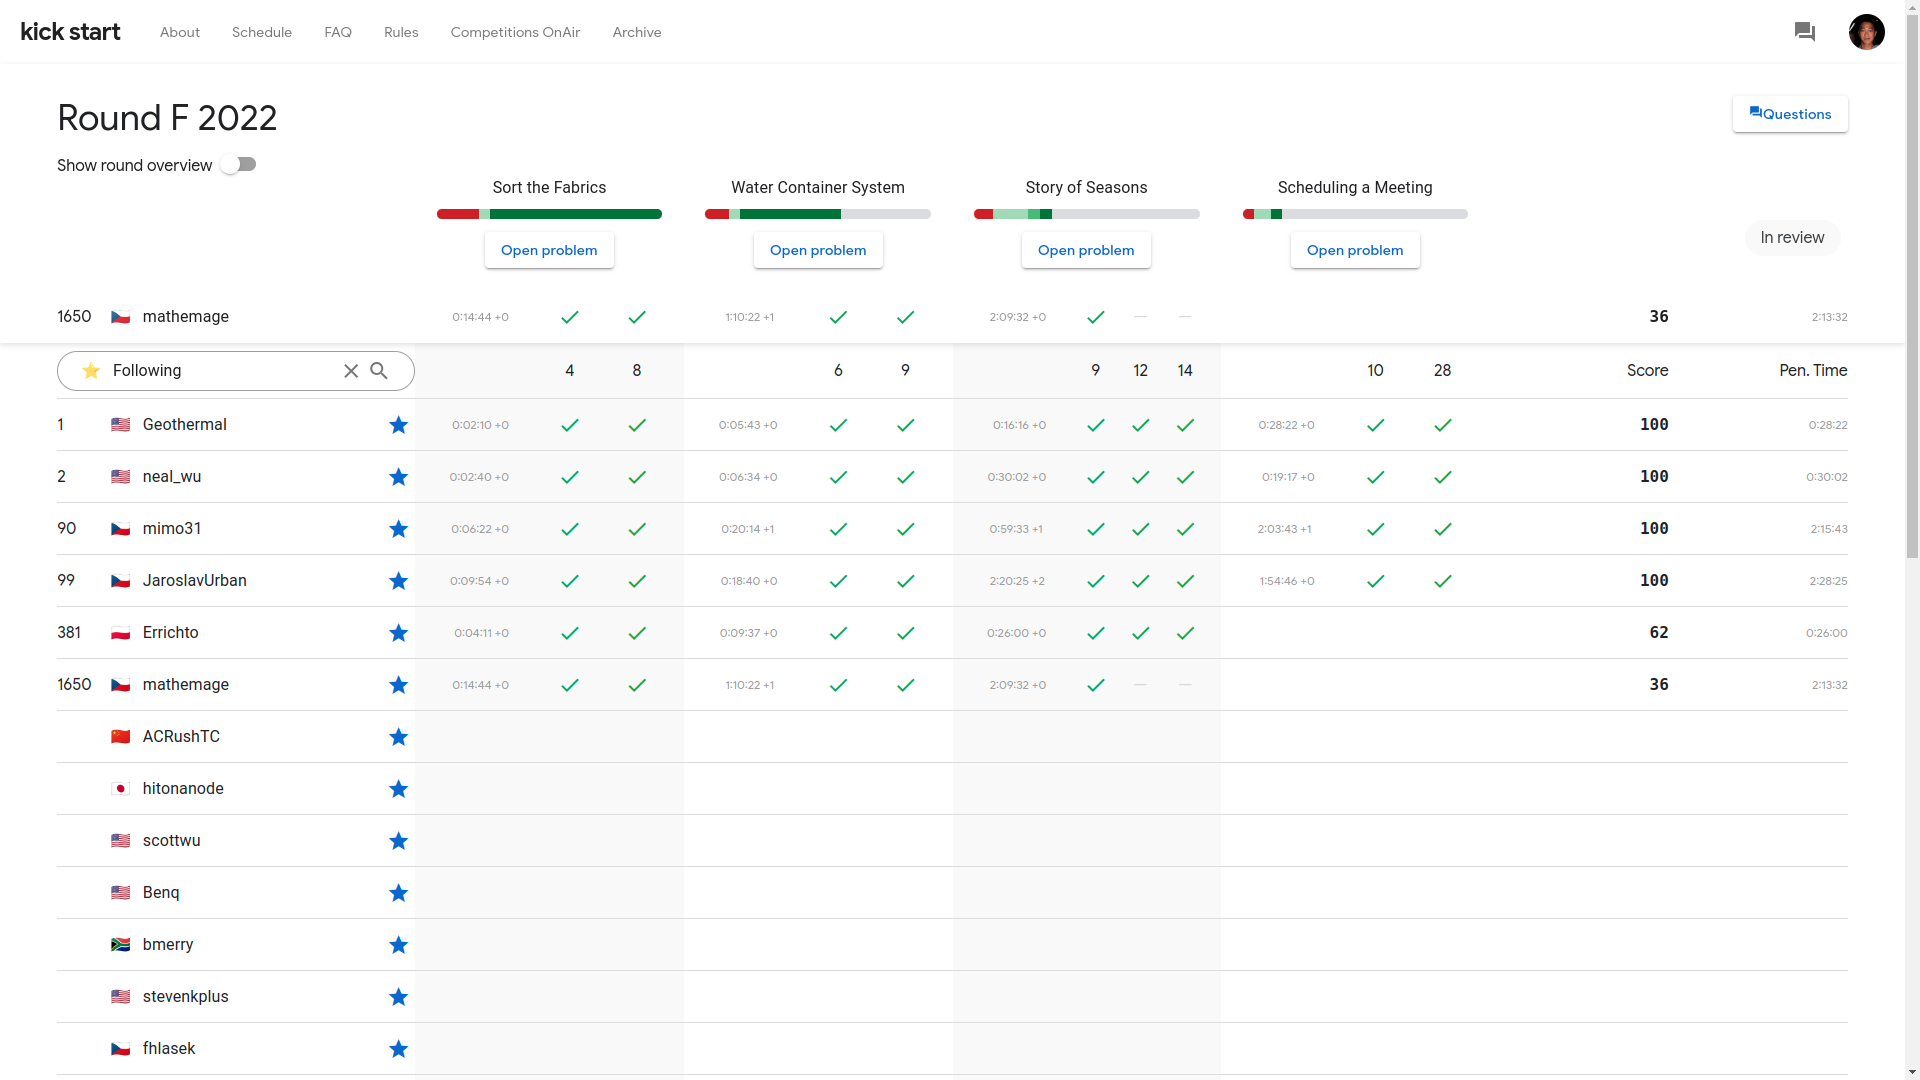 kick start About Schedule FAQ Rules Competitions OnAir Archive
Round F 2022
Questions
Show round overview
Sort the Fabrics Water Container System Story of Seasons Scheduling a Meeting
In review
Open problem Open problem Open problem Open problem
1650 mathemage 0:14:44 +0 1:10:22 +1 2:09:32 +0 36 2:13:32
Following 4 8 6 9 9 12 14 10 28 Score Pen. Time
1 Geothermal 0:02:10 +0 0:05:43 +0 0:16:16 +0 0:28:22 +0 100 0:28:22
2 neal_wu 0:02:40 +0 0:06:34 +0 0:30:02 +0 0:19:17 +0 100 0:30:02
90 mimo31 0:06:22 +0 0:20:14 +1 0:59:33 +1 2:03:43 +1 100 2:15:43
99 JaroslavUrban 0:09:54 +0 0:18:40 +0 2:20:25 +2 1:54:46 +0 100 2:28:25
381 Errichto 0:04:11 +0 0:09:37 +0 0:26:00 +0 62 0:26:00
1650 mathemage 0:14:44 +0 1:10:22 +1 2:09:32 +0 36 2:13:32
ACRushTC
hitonanode
scottwu
Benq
bmerry
stevenkplus
fhlasek